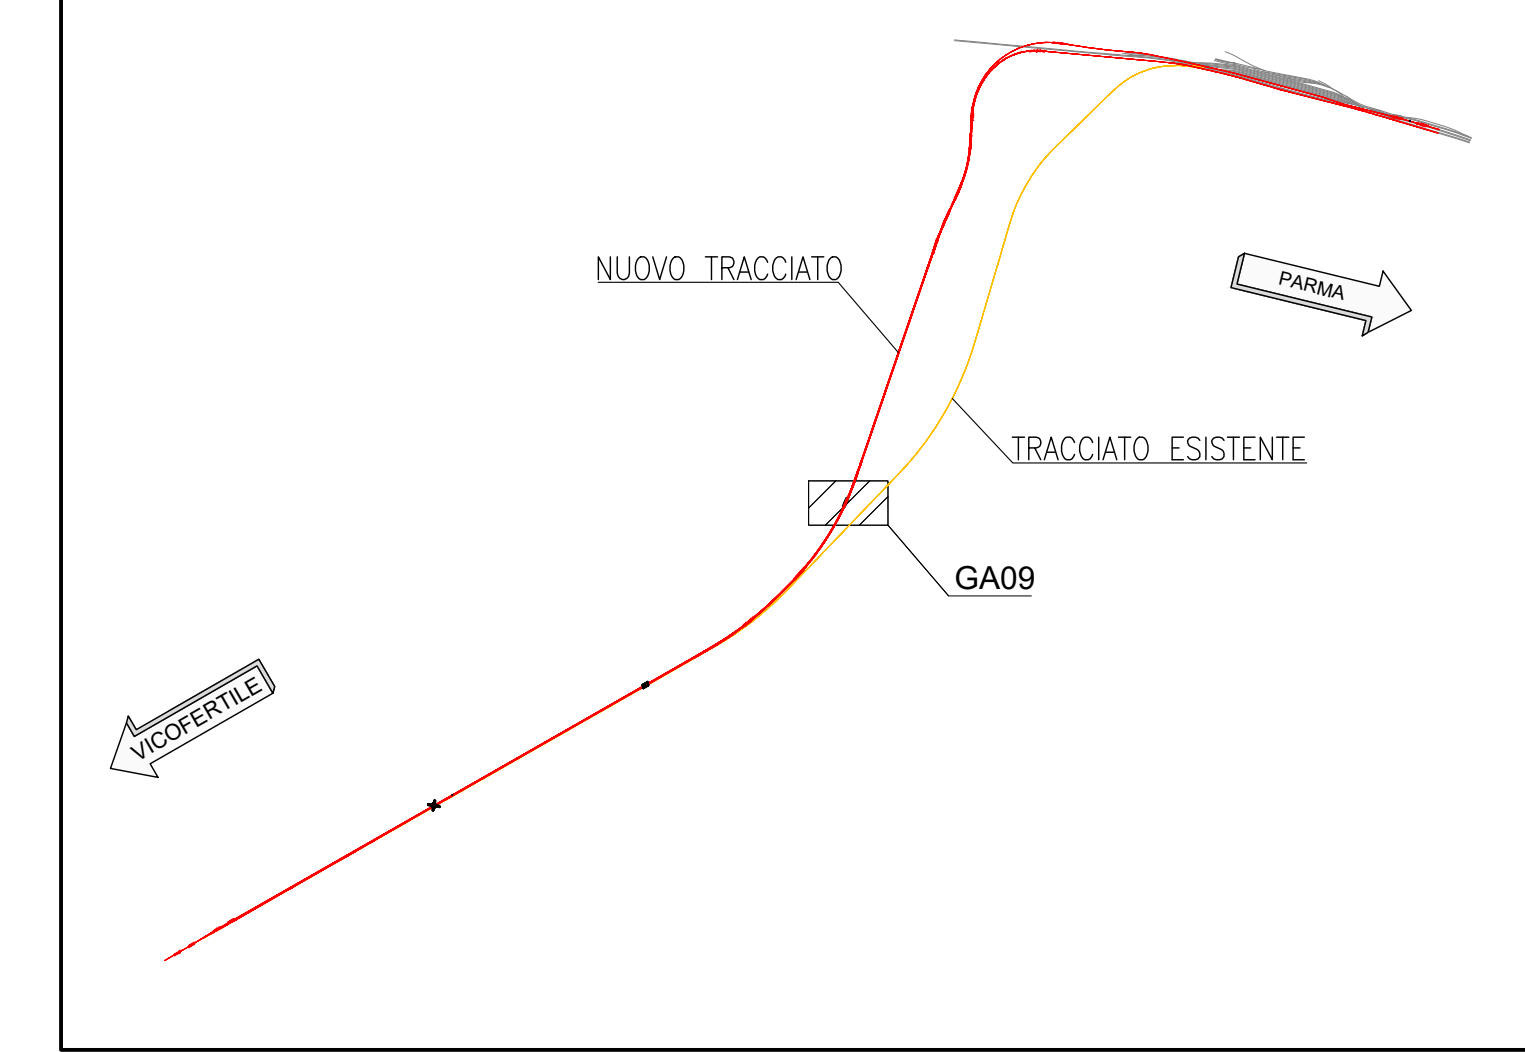 NUOVO TRACCIATO
PARMA
TRACCIATO ESISTENTE
GA09
VICOFERTILE